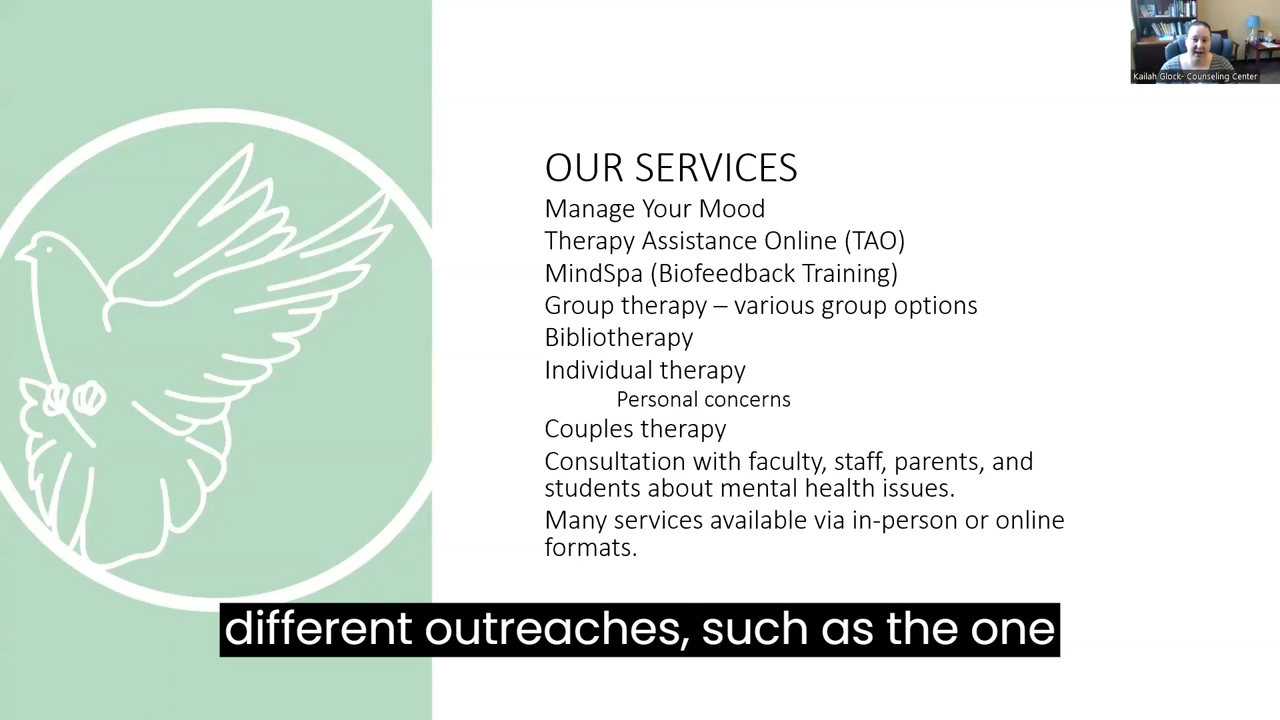 Kailah Glock- Counseling Center
OUR SERVICES
Manage Your Mood
Therapy Assistance Online (TAO)
MindSpa (Biofeedback Training)
Group therapy – various group options
Bibliotherapy
Individual therapy
Personal concerns
Couples therapy
Consultation with faculty, staff, parents, and
students about mental health issues.
Many services available via in-person or online
formats.
different outreaches, such as the one